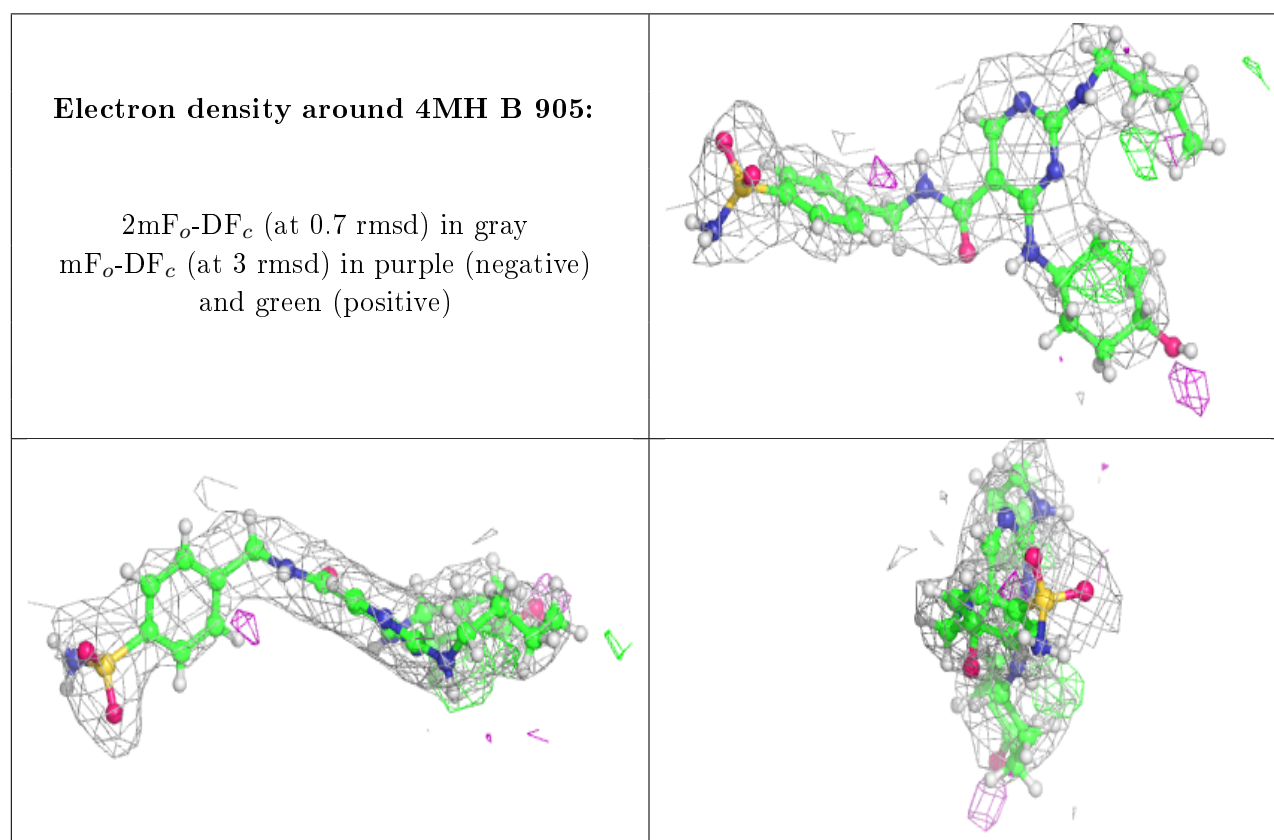 Electron density around 4MH B 905:
2mFo-DFc (at 0.7 rmsd) in gray
mFo-DFc (at 3 rmsd) in purple (negative)
and green (positive)